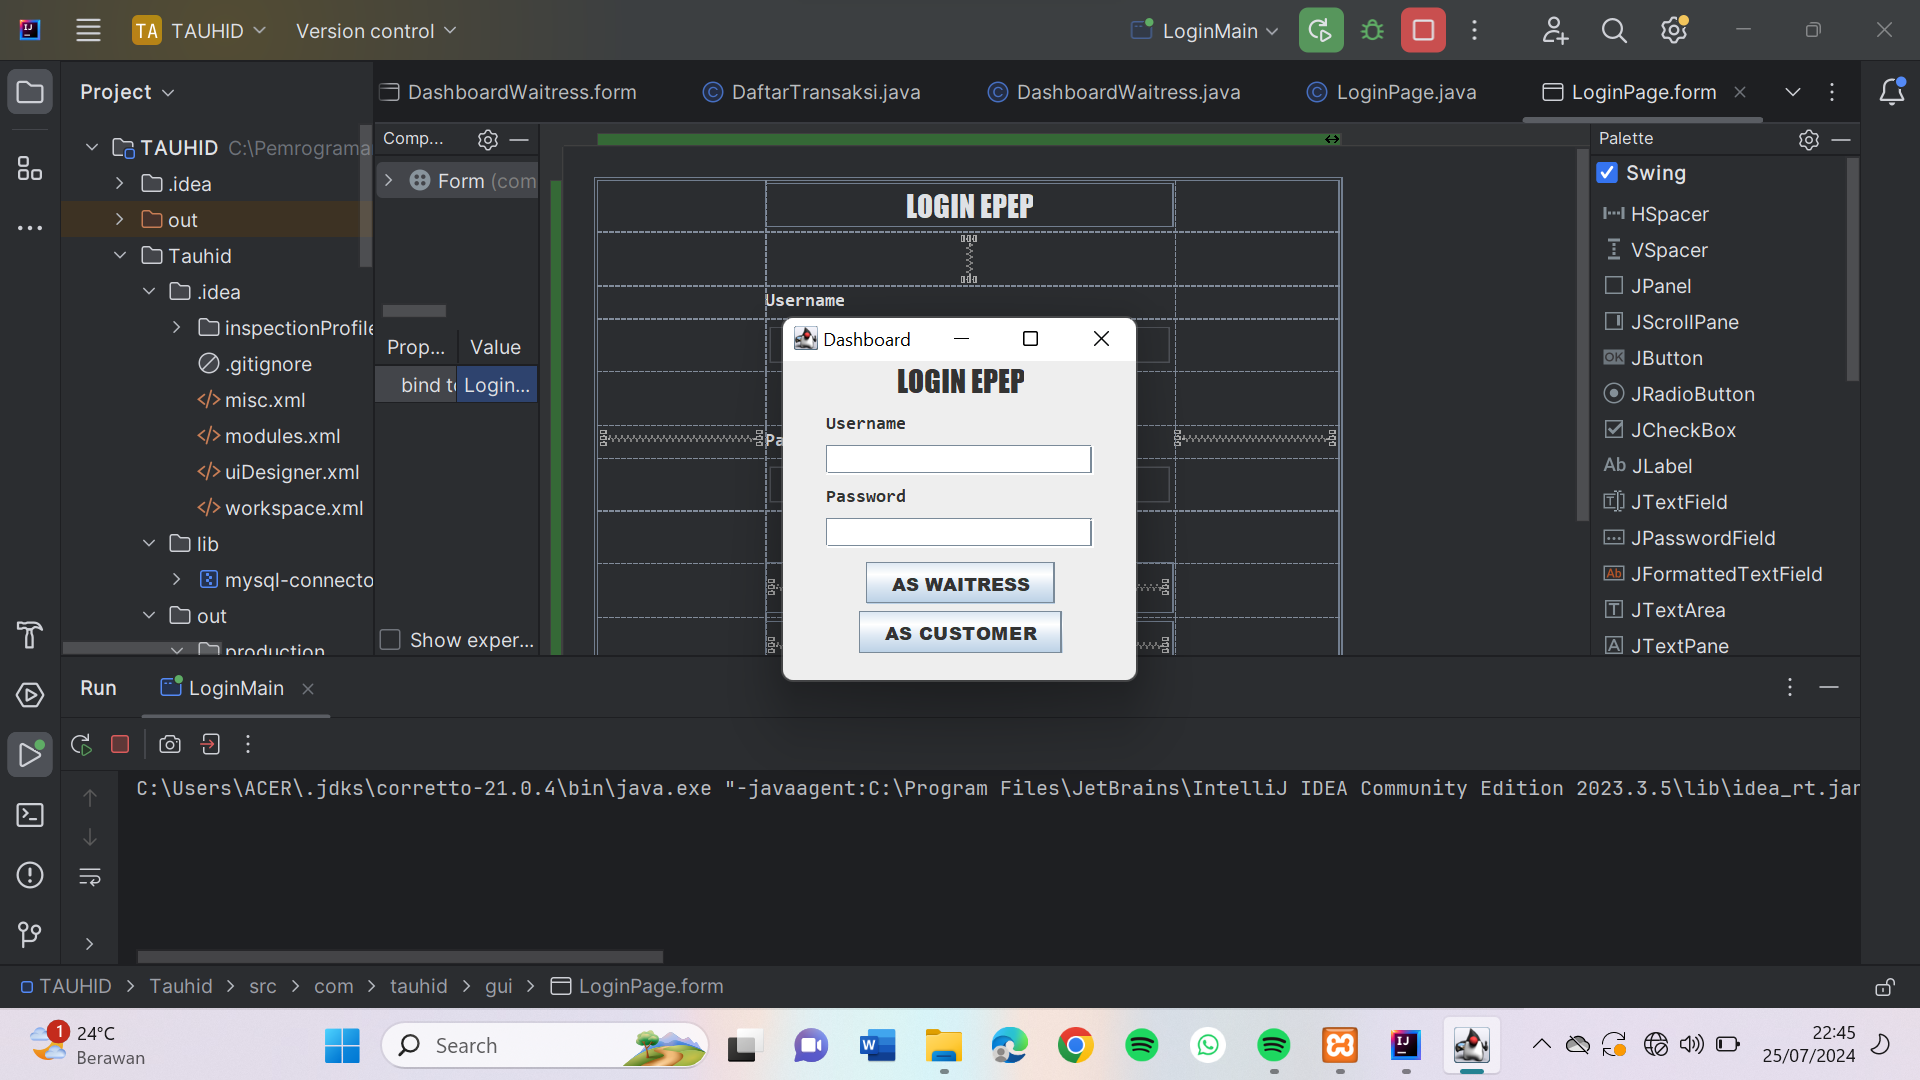 TA TAUHID Version control LoginMain
Project
DashboardWaitress.form DaftarTransaksi.java DashboardWaitress.java LoginPage.java LoginPage.form
TAUHID C:\Pemrograma
.idea
out
Tauhid
.idea
inspectionProfile
.gitignore
misc.xml
modules.xml
uiDesigner.xml
workspace.xml
lib
mysql-connecto
out
production
Comp...
Form (com
Prop... Value
bind to Login...
Show exper...
LOGIN EPEP
Username
Pa
Dashboard
LOGIN EPEP
Username
Password
AS WAITRESS
AS CUSTOMER
Palette
Swing
HSpacer
VSpacer
JPanel
JScrollPane
OK JButton
JRadioButton
JCheckBox
Ab JLabel
JTextField
JPasswordField
Ab JFormattedTextField
T JTextArea
A JTextPane
Run LoginMain
C:\Users\ACER\.jdks\corretto-21.0.4\bin\java.exe "-javaagent:C:\Program Files\JetBrains\IntelliJ IDEA Community Edition 2023.3.5\lib\idea_rt.jar
TAUHID > Tauhid > src > com > tauhid > gui > LoginPage.form
1
24°C
Berawan
Search
22:45
25/07/2024